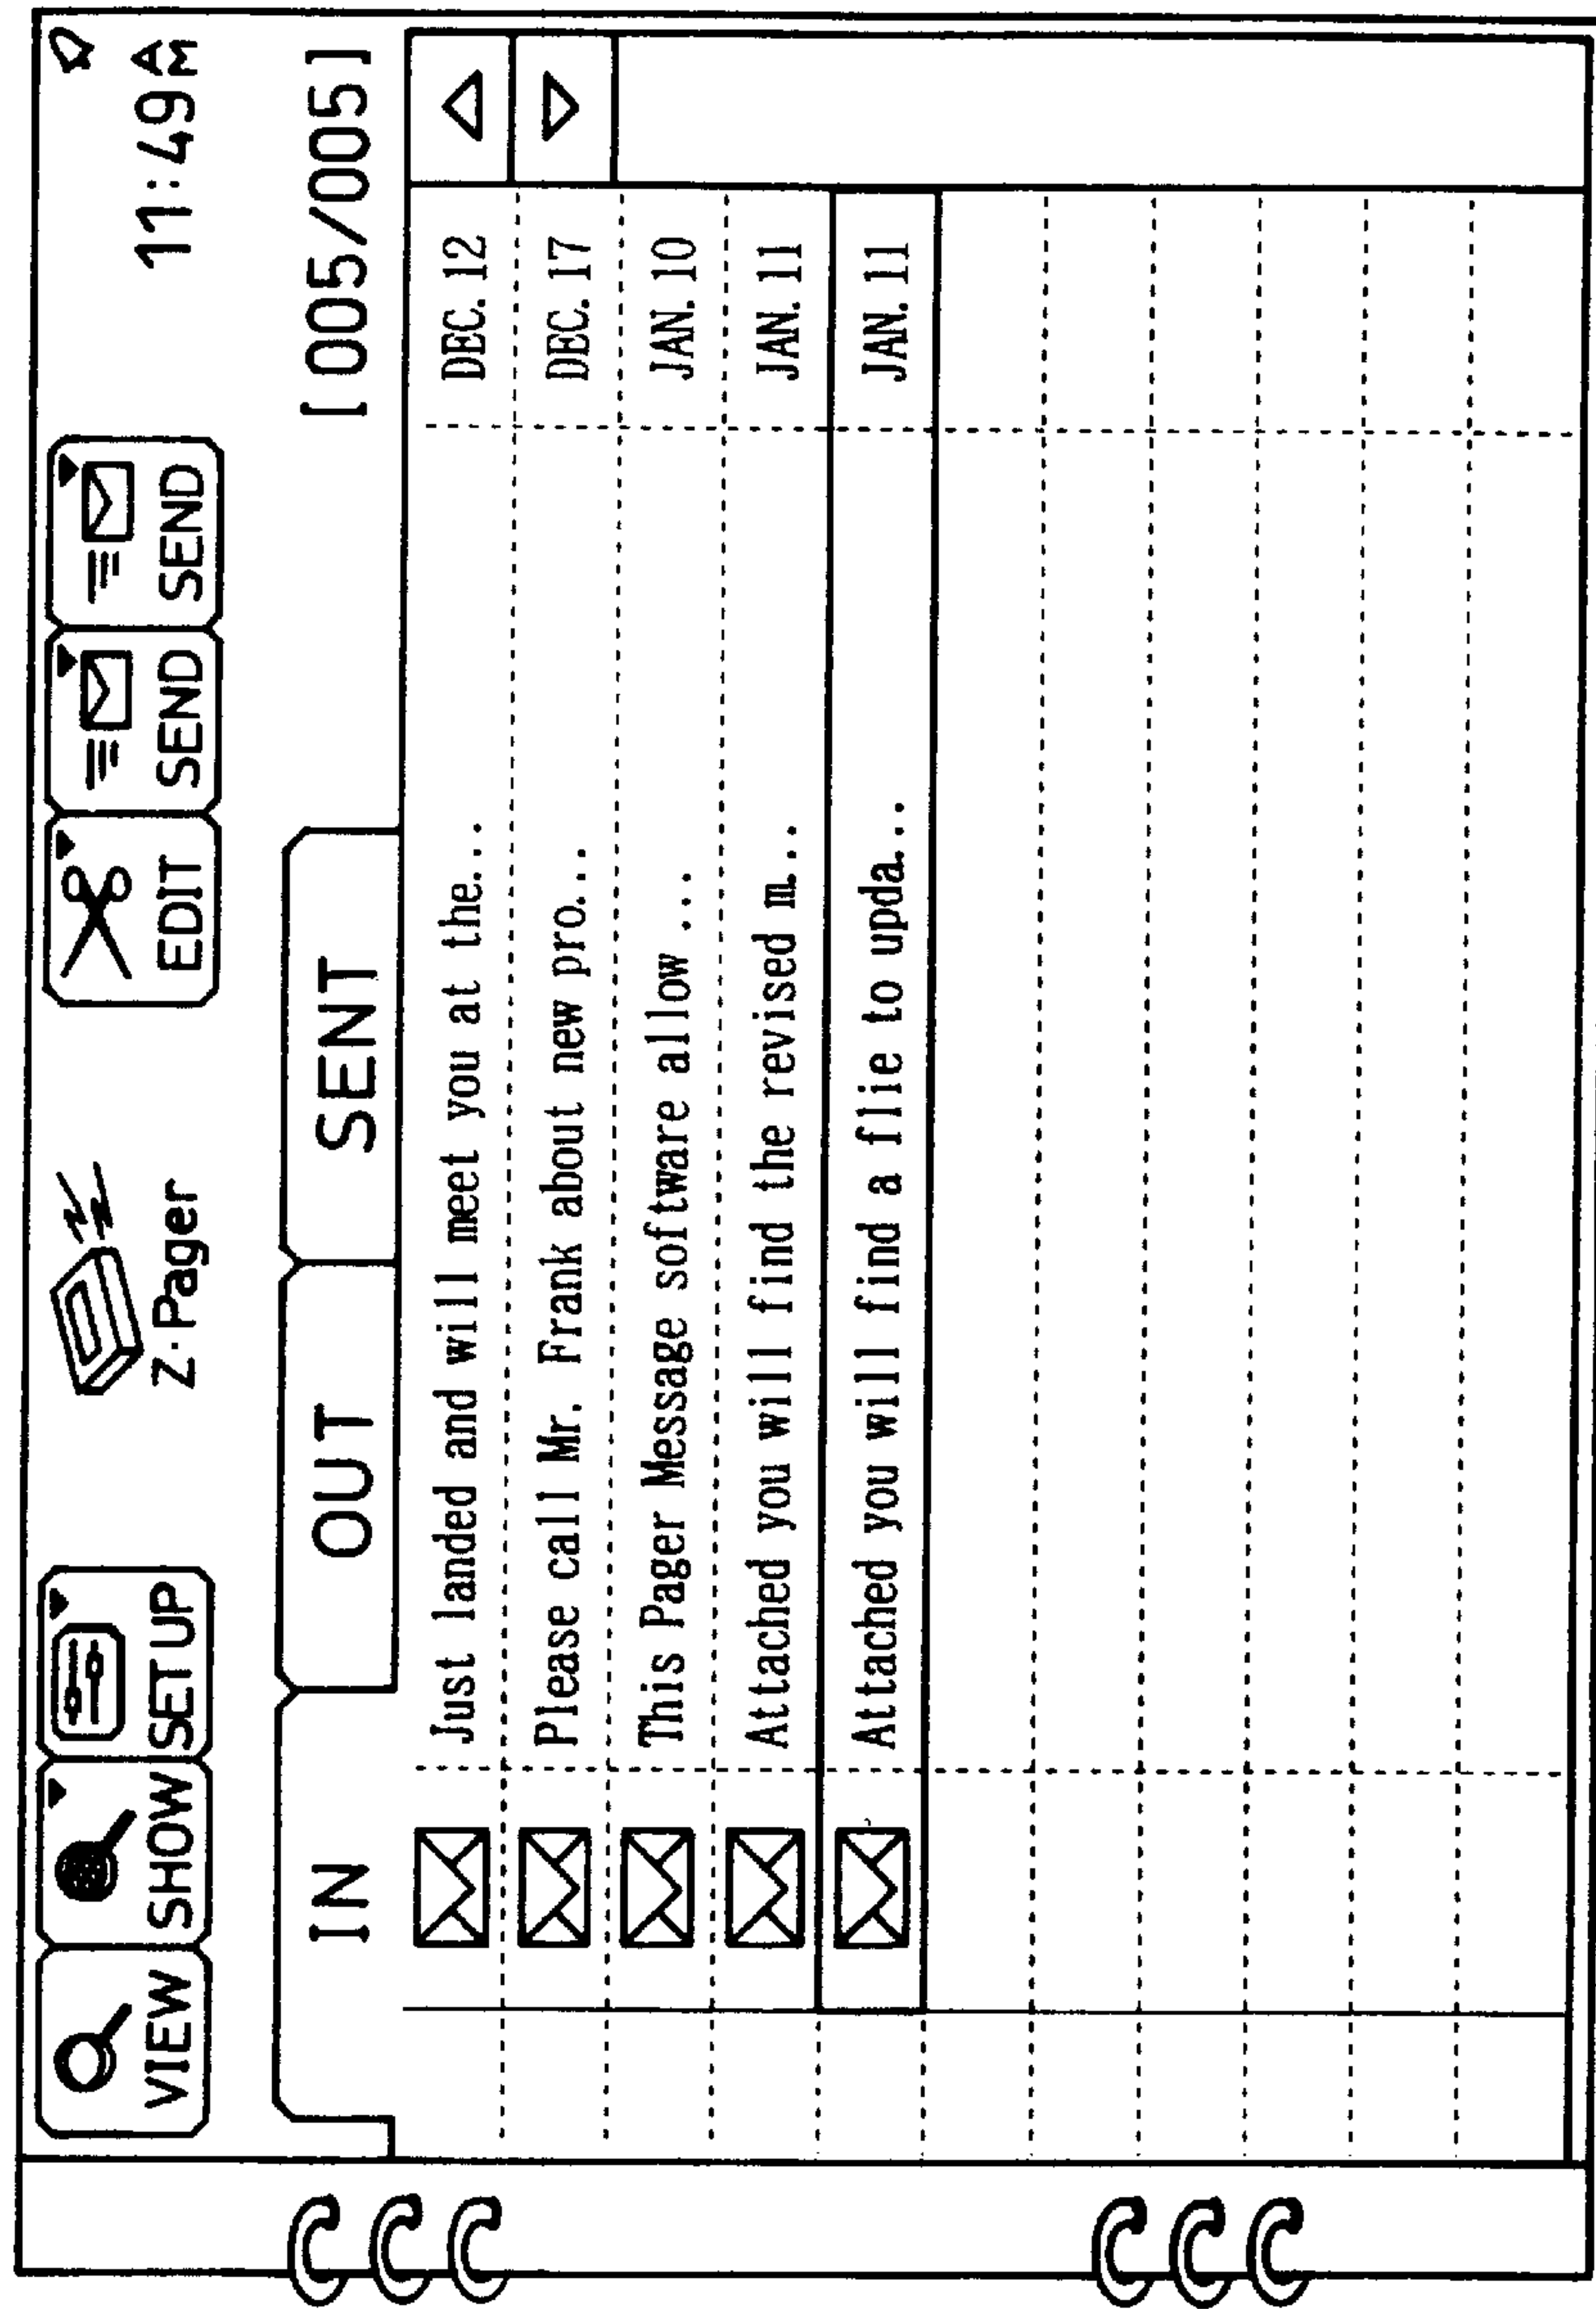 VIEW SHOW SETUP Z·Pager EDIT SEND SEND 11:49 AM
IN OUT SENT [005/005]
Just landed and will meet you at the... DEC. 12
Please call Mr. Frank about new pro... DEC. 17
This Pager Message software allow ... JAN. 10
Attached you will find the revised m... JAN. 11
Attached you will find a flie to upda... JAN. 11